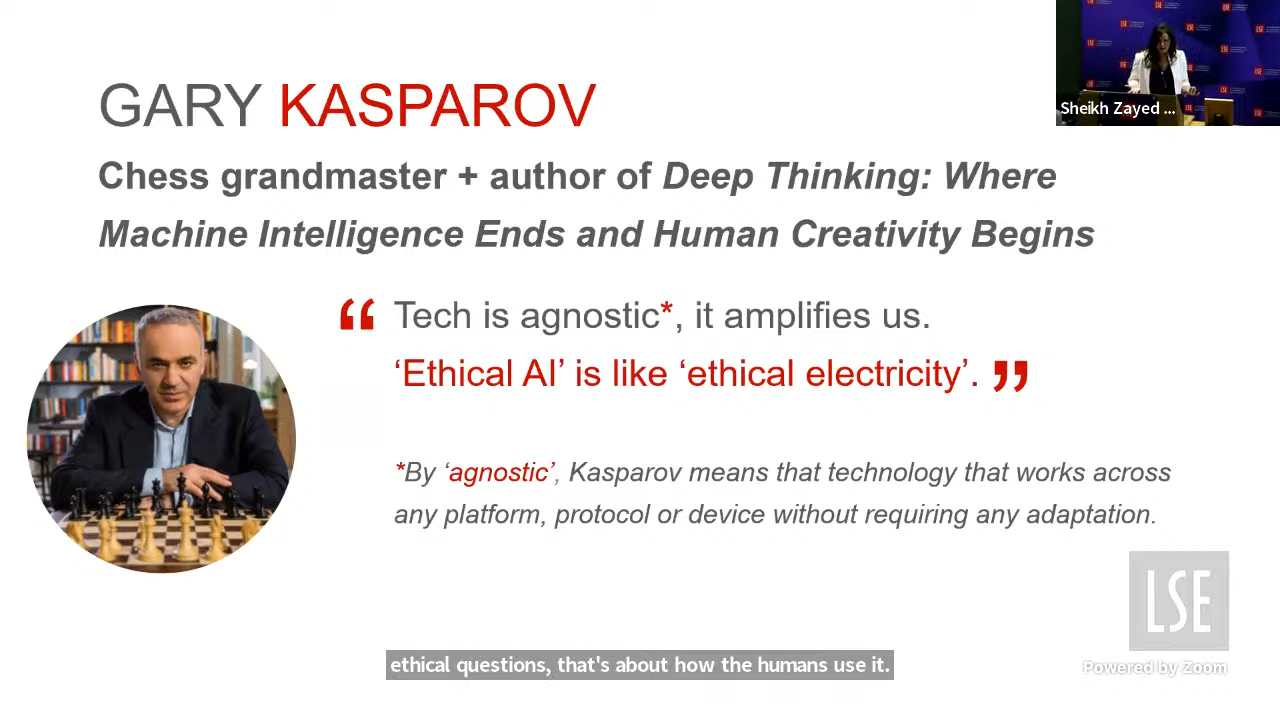 GARY KASPAROV
Chess grandmaster + author of Deep Thinking: Where
Machine Intelligence Ends and Human Creativity Begins
“ Tech is agnostic*, it amplifies us.
‘Ethical AI’ is like ‘ethical electricity’. ”
*By ‘agnostic’, Kasparov means that technology that works across
any platform, protocol or device without requiring any adaptation.
LSE
Powered by Zoom
ethical questions, that's about how the humans use it.
Sheikh Zayed ...
LSE